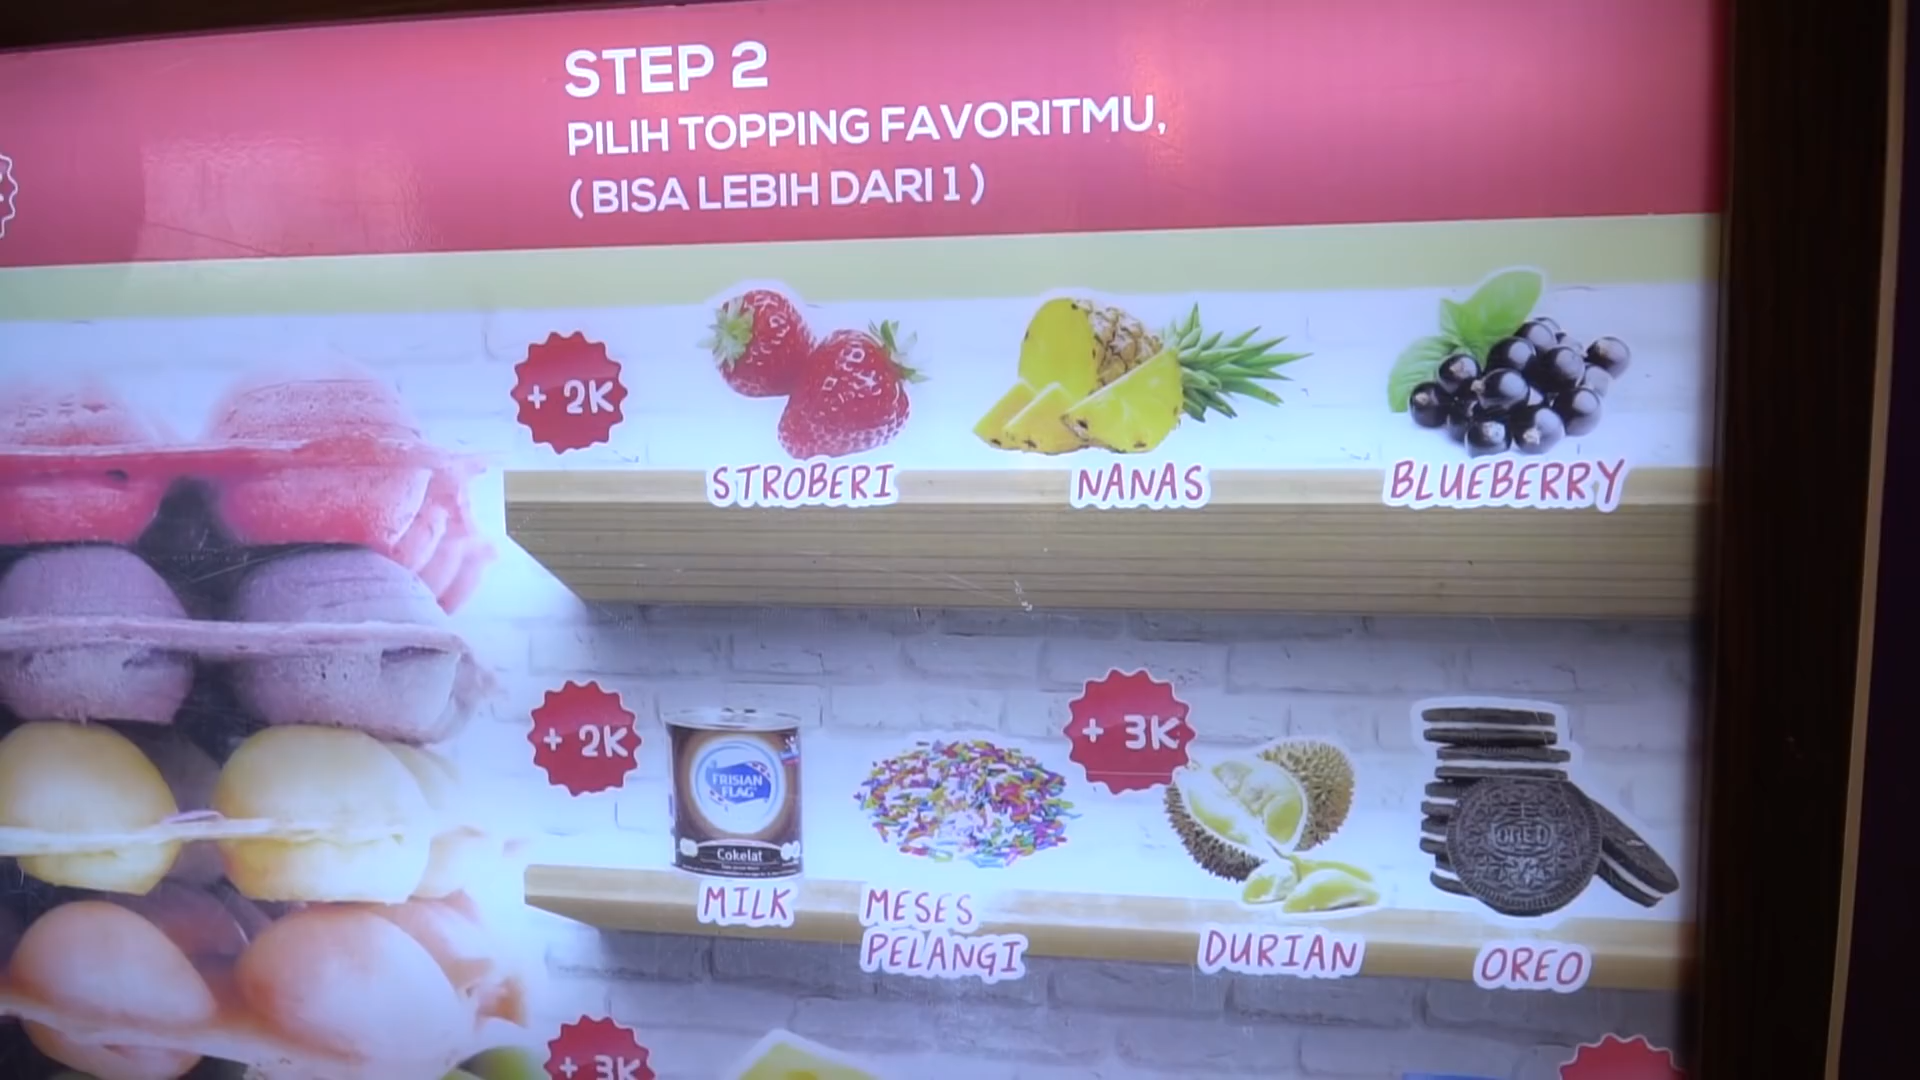 STEP 2
PILIH TOPPING FAVORITMU,
( BISA LEBIH DARI 1 )
+ 2K
STROBERI
NANAS
BLUEBERRY
+ 2K
+ 3K
FRISIAN
FLAG
Cokelat
OREO
MILK
MESES
PELANGI
DURIAN
OREO
+ 3K